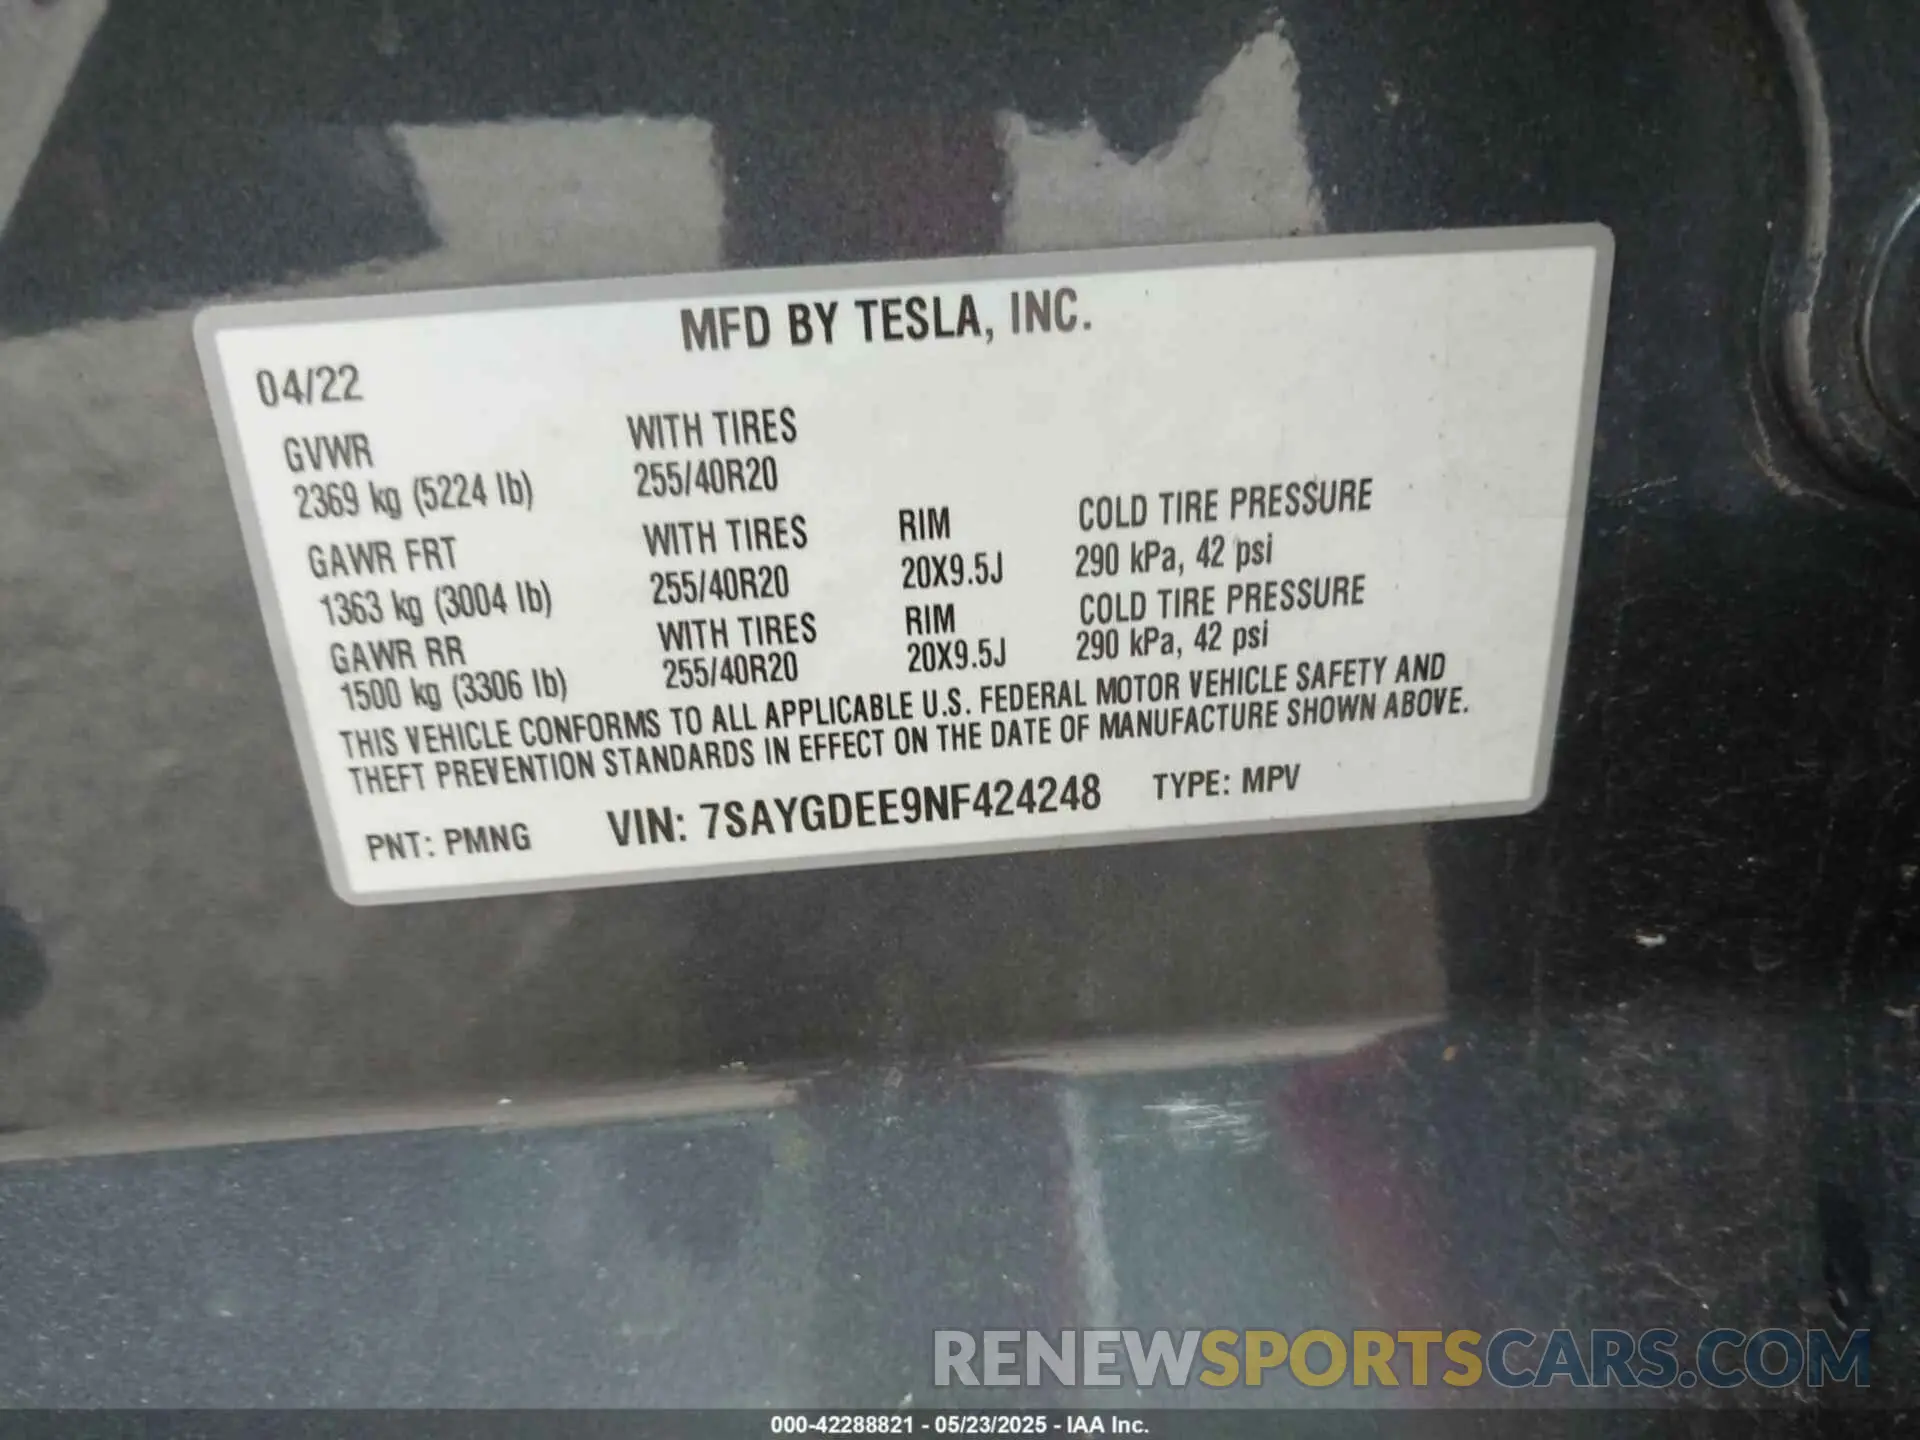 MFD BY TESLA, INC.
04/22
GVWR WITH TIRES
2369 kg (5224 lb) 255/40R20
GAWR FRT WITH TIRES RIM COLD TIRE PRESSURE
1363 kg (3004 lb) 255/40R20 20X9.5J 290 kPa, 42 psi
GAWR RR WITH TIRES RIM COLD TIRE PRESSURE
1500 kg (3306 lb) 255/40R20 20X9.5J 290 kPa, 42 psi
THIS VEHICLE CONFORMS TO ALL APPLICABLE U.S. FEDERAL MOTOR VEHICLE SAFETY AND
THEFT PREVENTION STANDARDS IN EFFECT ON THE DATE OF MANUFACTURE SHOWN ABOVE.
PNT: PMNG VIN: 7SAYGDEE9NF424248 TYPE: MPV
RENEWSPORTSCARS.COM
000-42288821 - 05/23/2025 - IAA Inc.